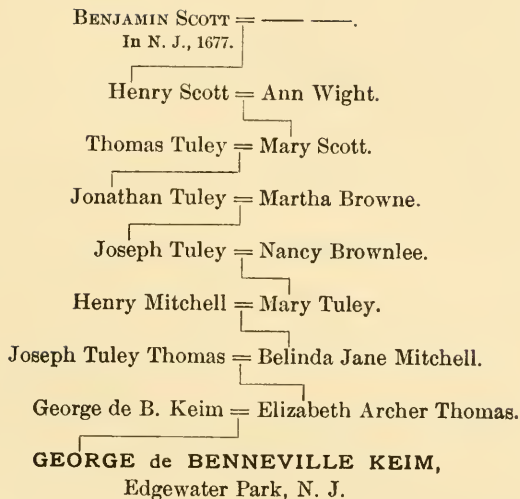 BENJAMIN SCOTT = — —.
In N. J., 1677.
Henry Scott = Ann Wight.
Thomas Tuley = Mary Scott.
Jonathan Tuley = Martha Browne.
Joseph Tuley = Nancy Brownlee.
Henry Mitchell = Mary Tuley.
Joseph Tuley Thomas = Belinda Jane Mitchell.
George de B. Keim = Elizabeth Archer Thomas.
GEORGE de BENNEVILLE KEIM,
Edgewater Park, N. J.